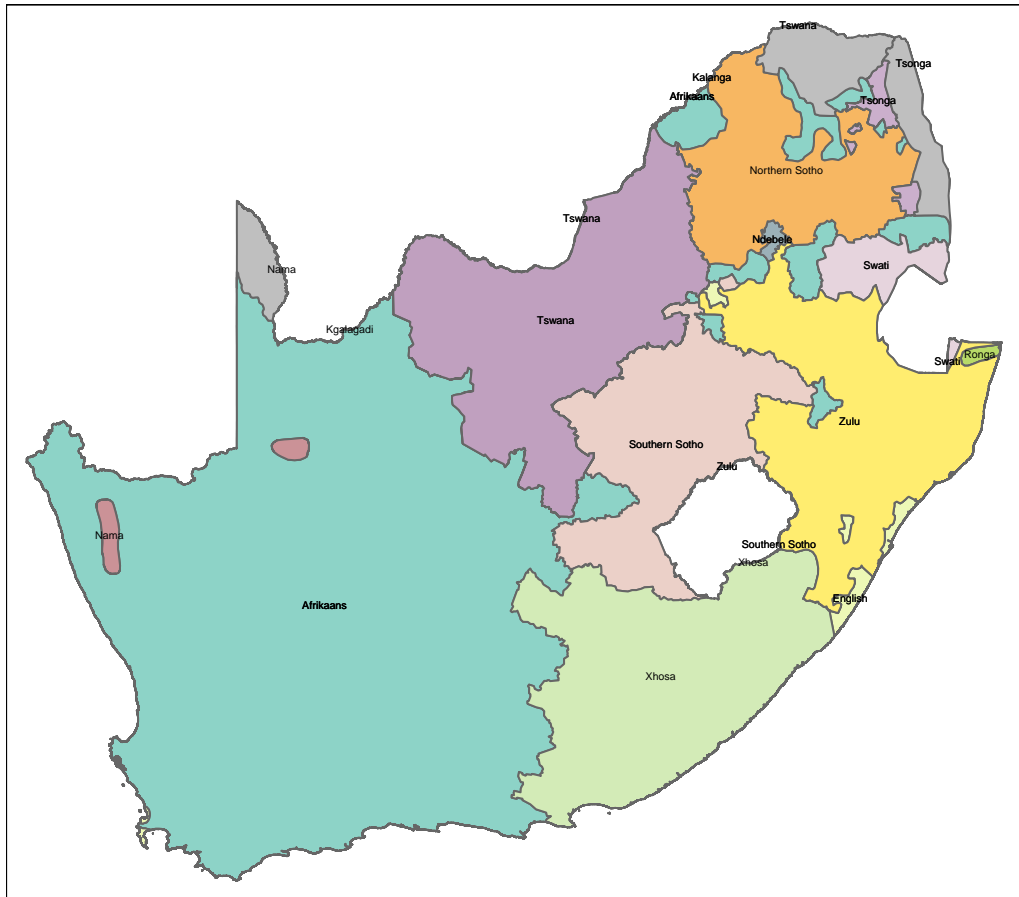 Tswana
Tsonga
Kalanga
Afrikaans
Tsonga
Northern Sotho
Tswana
Ndebele
Swati
Nama
Tswana
Kgalagadi
Ronga
Swati
Zulu
Southern Sotho
Zulu
Nama
Southern Sotho
Xhosa
English
Afrikaans
Xhosa